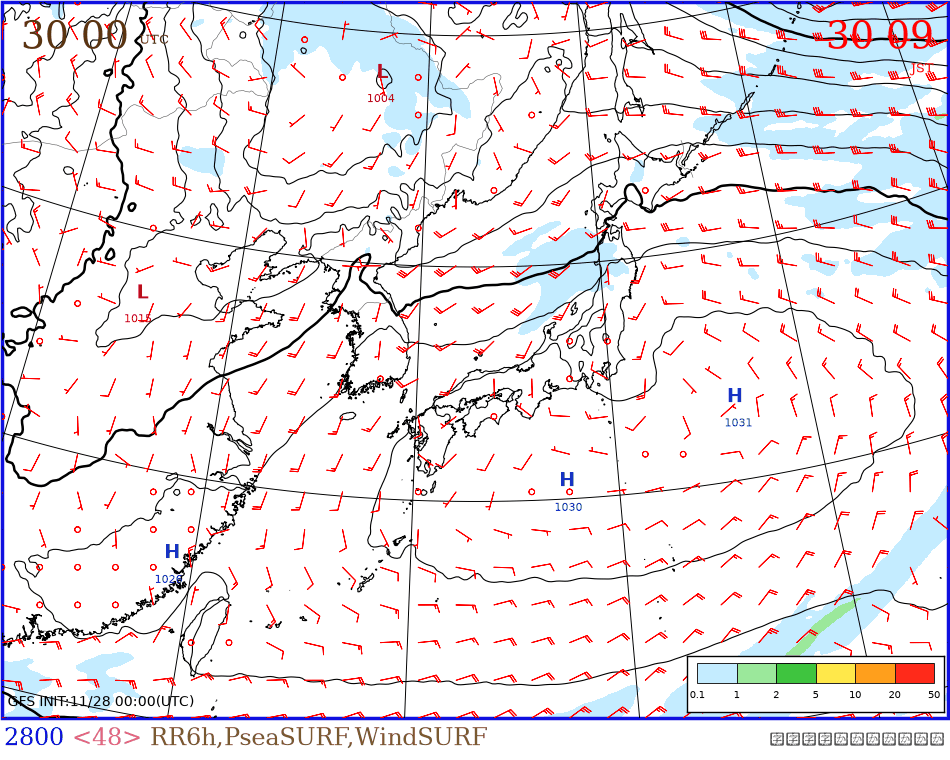 30 00 UTC 30 09 JST
L 1004
L 1015
H 1031
H 1030
H
0.1 1 2 5 10 20 50
GFS INIT:11/28 00:00(UTC)
2800 <48> RR6h,PseaSURF,WindSURF